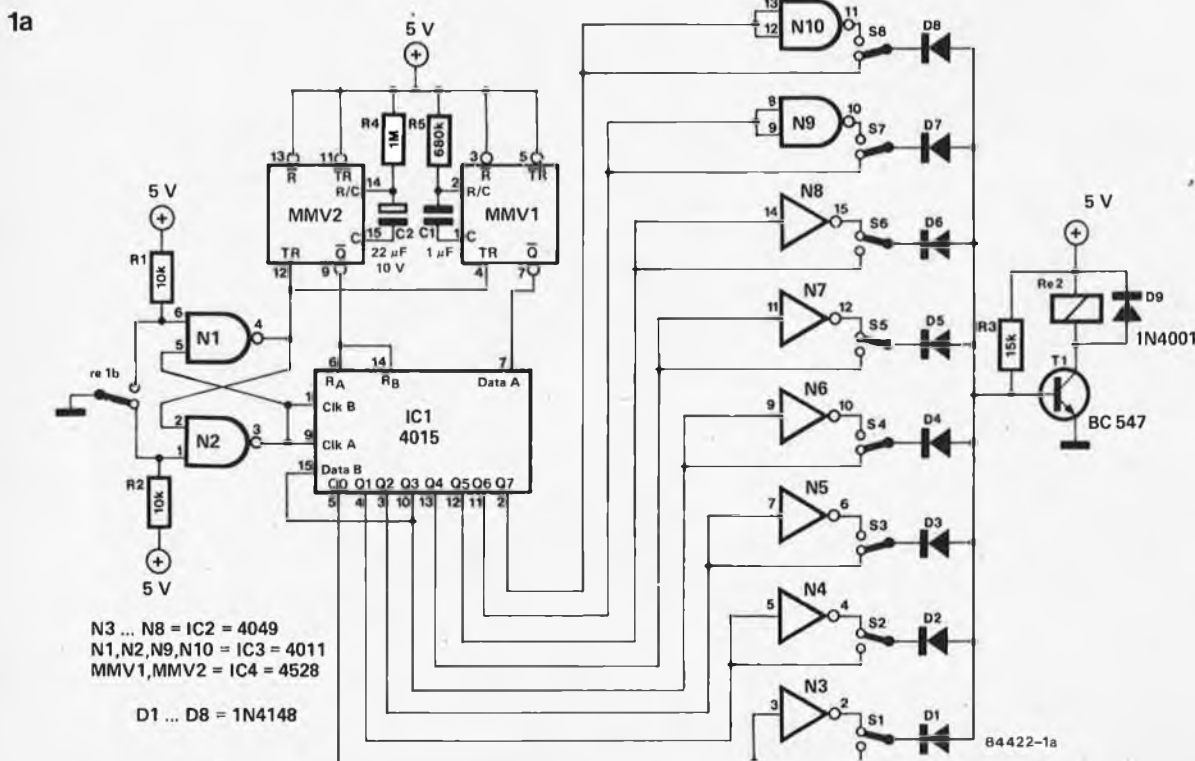 1a
5 V
13
12
N10
11
S8
D8
8
9
N9
10
S7
D7
R4
1M
R5
680k
13
R̅
11
T̅R̅
R/C
14
MMV2
15
C
C2
22 µF
10 V
TR
12
Q̅
9
3
R̅
5
T̅R̅
2
R/C
C1
1 µF
1
C
MMV1
TR
4
Q̅
7
14
N8
15
S6
D6
11
N7
12
S5
D5
5 V
Re2
D9
1N4001
R3
15k
T1
BC 547
5 V
R1
10k
6
5
N1
4
re 1b
2
1
N2
3
R2
10k
5 V
6
RA
14
RB
7
Data A
1
Clk B
9
Clk A
15
Data B
IC1
4015
Q0 Q1 Q2 Q3 Q4 Q5 Q6 Q7
5 4 3 10 13 12 11 2
9
N6
10
S4
D4
7
N5
6
S3
D3
5
N4
4
S2
D2
3
N3
2
S1
D1
N3 ... N8 = IC2 = 4049
N1,N2,N9,N10 = IC3 = 4011
MMV1,MMV2 = IC4 = 4528
D1 ... D8 = 1N4148
84422-1a